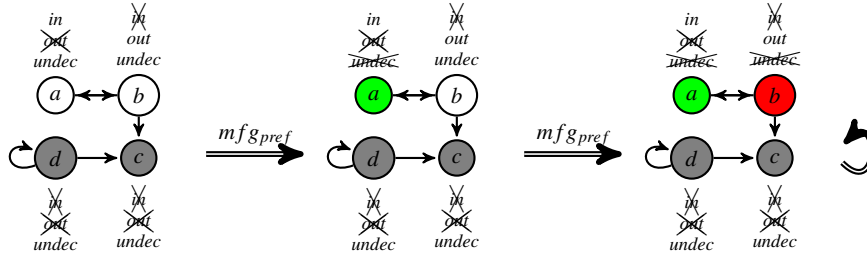 in in in in in in
out out out out out out
undec undec undec undec undec undec
a b a b a b
mfg_pref mfg_pref
d c d c d c
in in in in in in
out out out out out out
undec undec undec undec undec undec